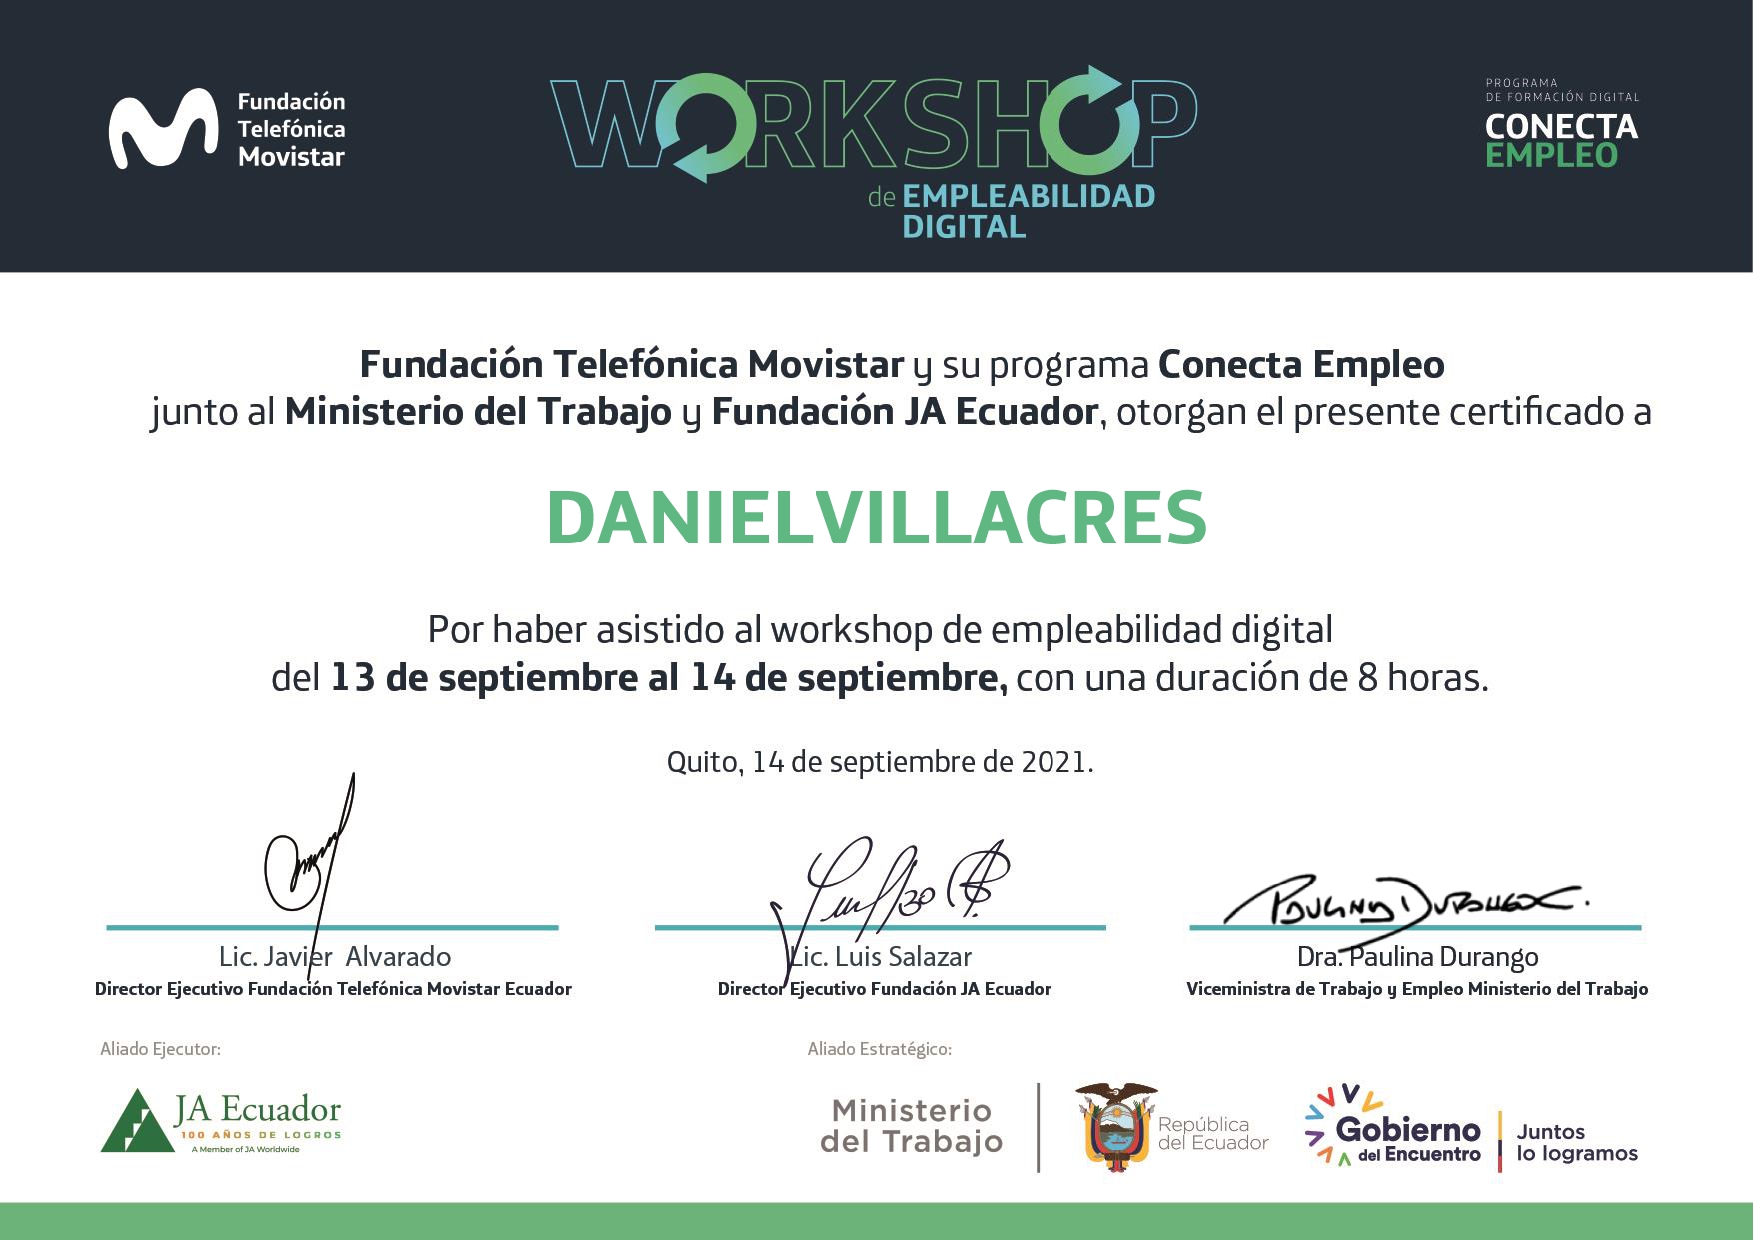 Fundación
Telefónica
Movistar
WORKSHOP
de EMPLEABILIDAD
DIGITAL
PROGRAMA
DE FORMACIÓN DIGITAL
CONECTA
EMPLEO
Fundación Telefónica Movistar y su programa Conecta Empleo
junto al Ministerio del Trabajo y Fundación JA Ecuador, otorgan el presente certificado a
DANIELVILLACRES
Por haber asistido al workshop de empleabilidad digital
del 13 de septiembre al 14 de septiembre, con una duración de 8 horas.
Quito, 14 de septiembre de 2021.
Lic. Javier Alvarado
Director Ejecutivo Fundación Telefónica Movistar Ecuador
Lic. Luis Salazar
Director Ejecutivo Fundación JA Ecuador
Dra. Paulina Durango
Viceministra de Trabajo y Empleo Ministerio del Trabajo
Aliado Ejecutor:
JA Ecuador
100 AÑOS DE LOGROS
A Member of JA Worldwide
Aliado Estratégico:
Ministerio
del Trabajo
República
del Ecuador
Gobierno
del Encuentro
Juntos
lo logramos